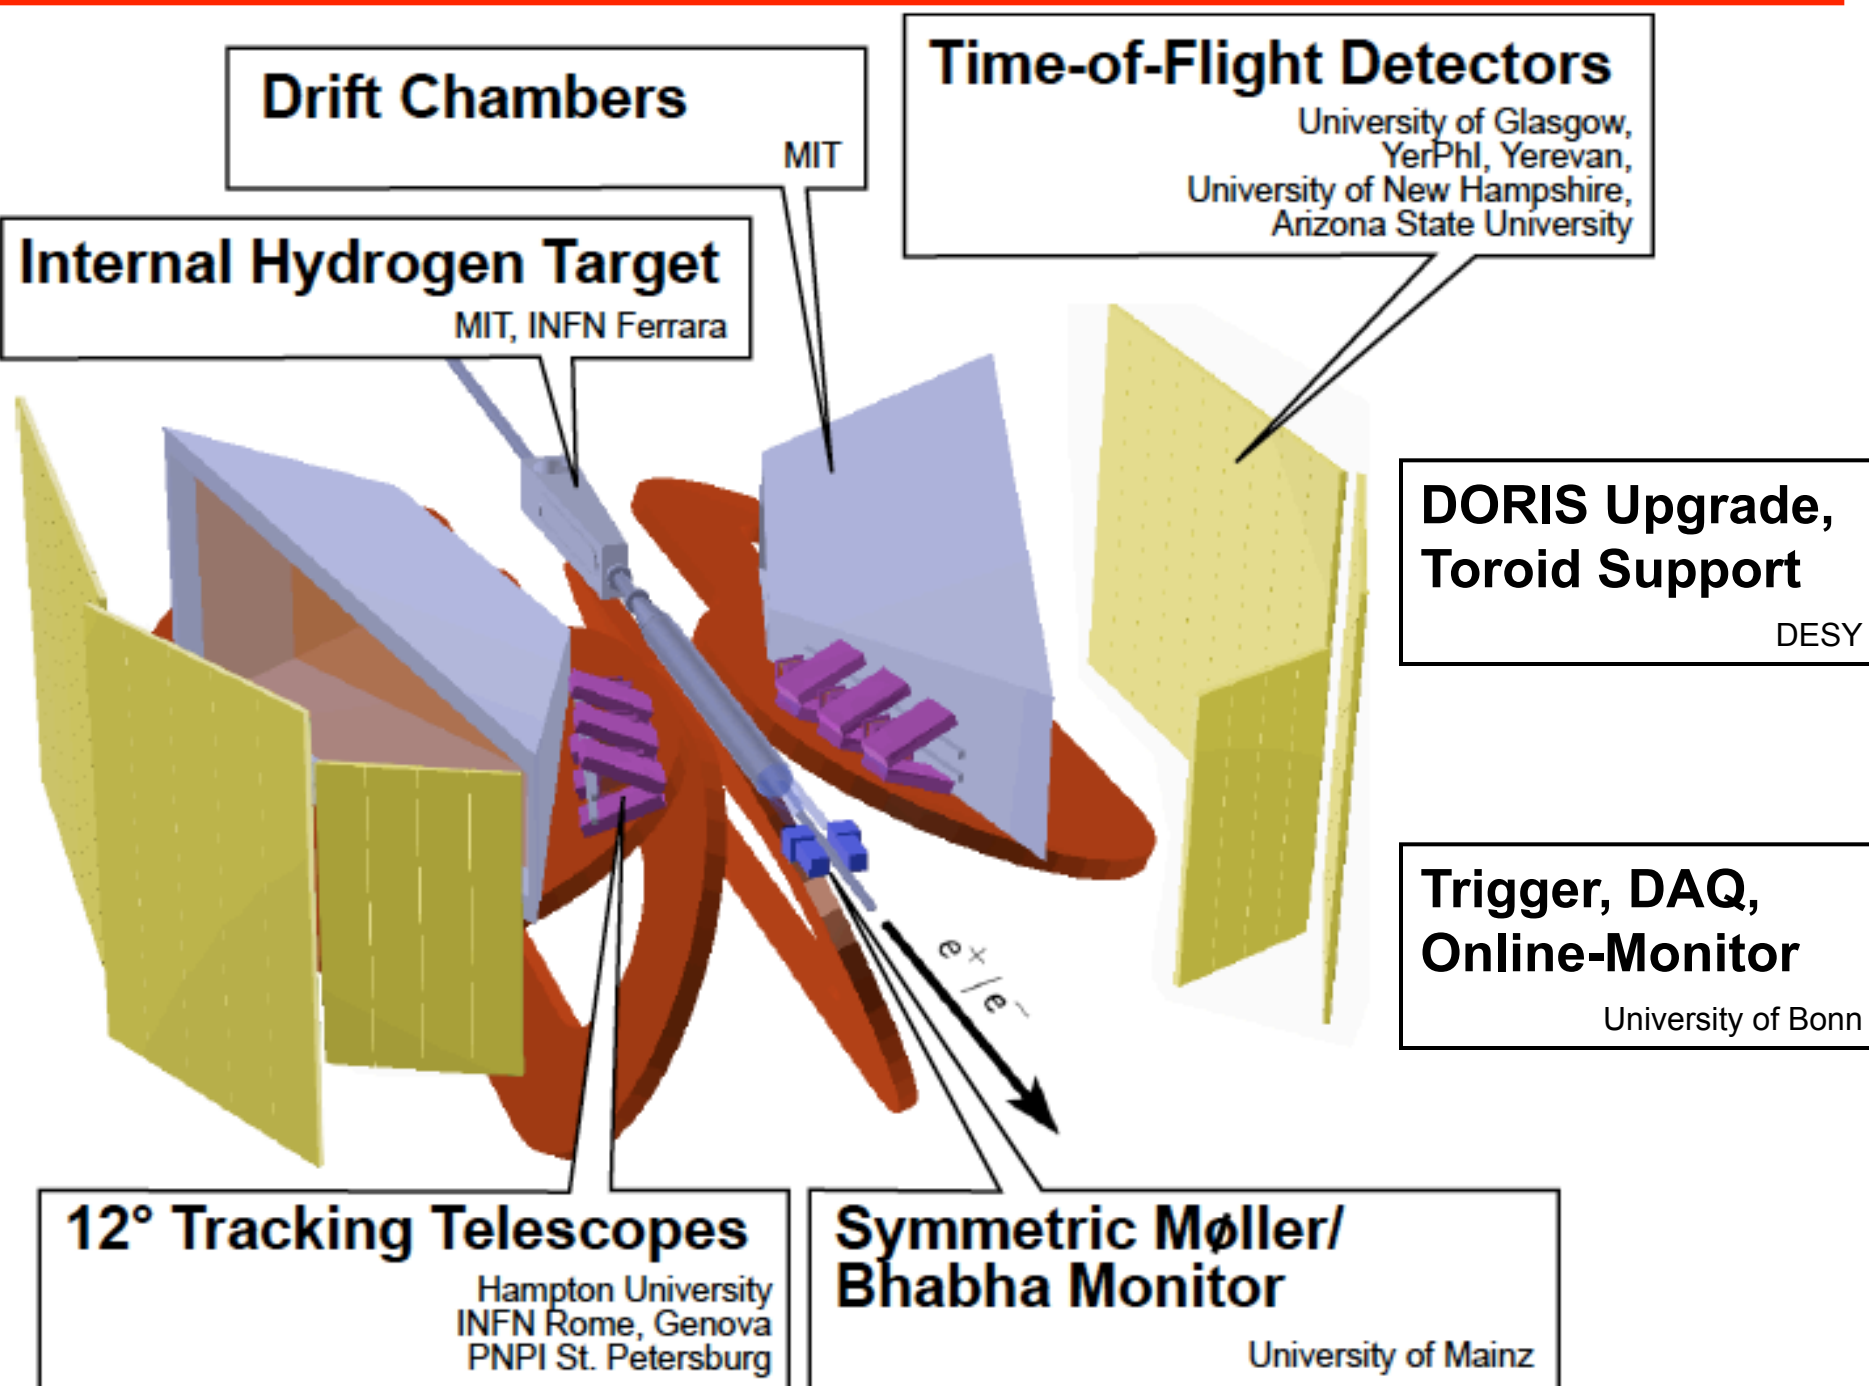 Time-of-Flight Detectors
University of Glasgow,
YerPhI, Yerevan,
University of New Hampshire,
Arizona State University
Drift Chambers
MIT
Internal Hydrogen Target
MIT, INFN Ferrara
DORIS Upgrade,
Toroid Support
DESY
Trigger, DAQ,
Online-Monitor
University of Bonn
e+/e−
12° Tracking Telescopes
Hampton University
INFN Rome, Genova
PNPI St. Petersburg
Symmetric Møller/
Bhabha Monitor
University of Mainz